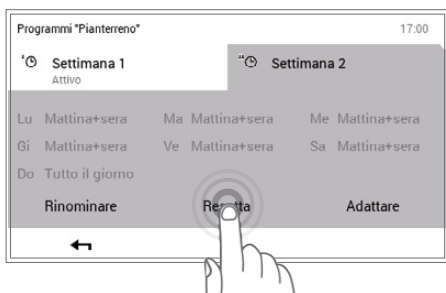 Programmi "Pianterreno" 17:00
Settimana 1 Settimana 2
Attivo
Lu Mattina+sera Ma Mattina+sera Me Mattina+sera
Gi Mattina+sera Ve Mattina+sera Sa Mattina+sera
Do Tutto il giorno
Rinominare Resetta Adattare